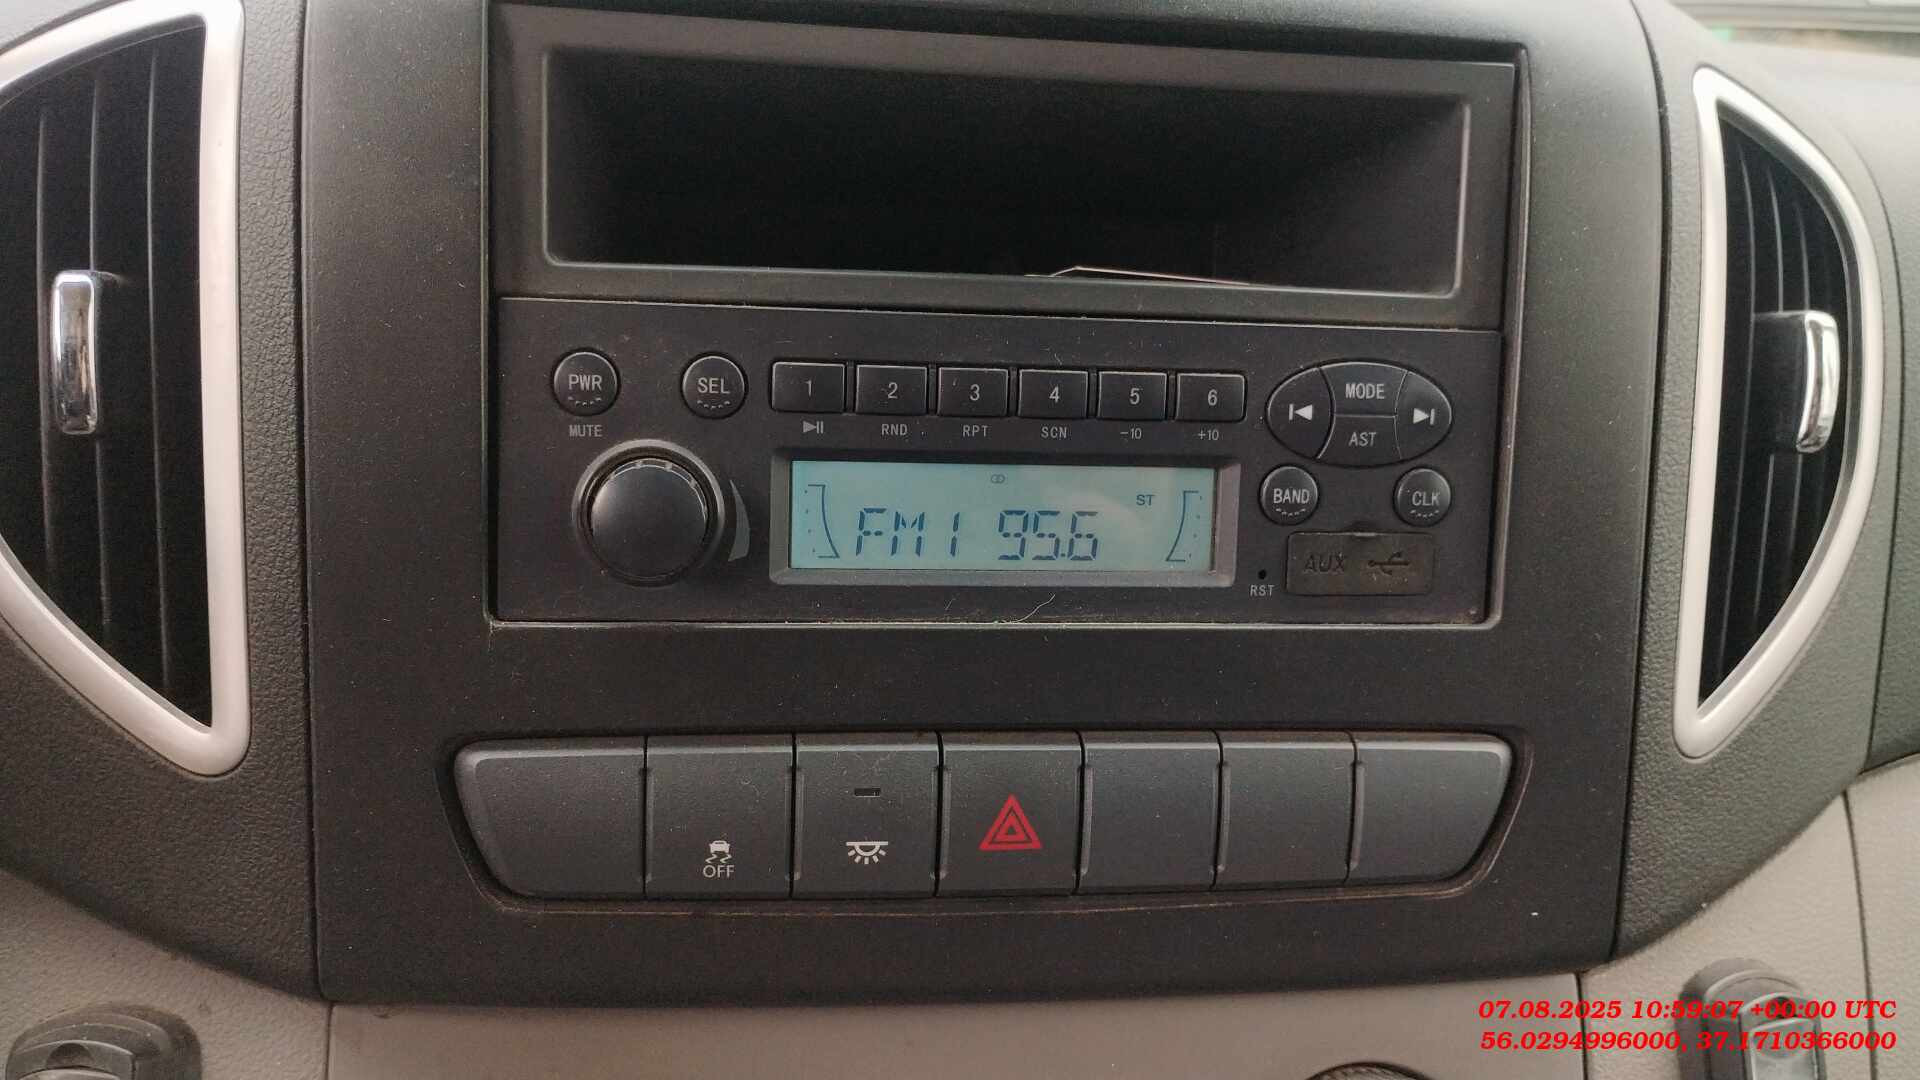 PWR SEL 1 2 3 4 5 6 MODE
MUTE RND RPT SCN -10 +10 AST
ST
FM1 95.6
BAND CLK
AUX
RST
OFF
07.08.2025 10:59:07 +00:00 UTC
56.0294996000, 37.1710366000